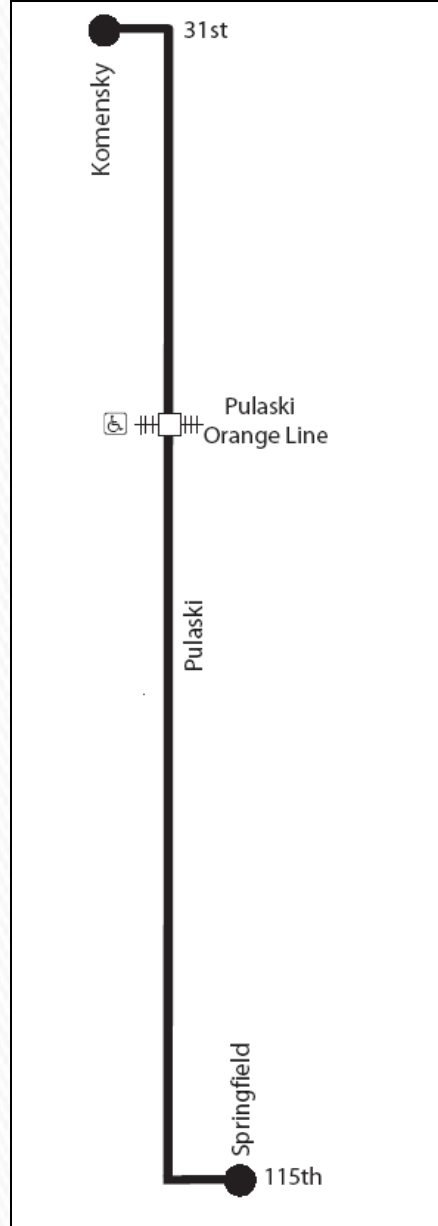 31st
Komensky
Pulaski
Orange Line
Pulaski
Springfield
115th